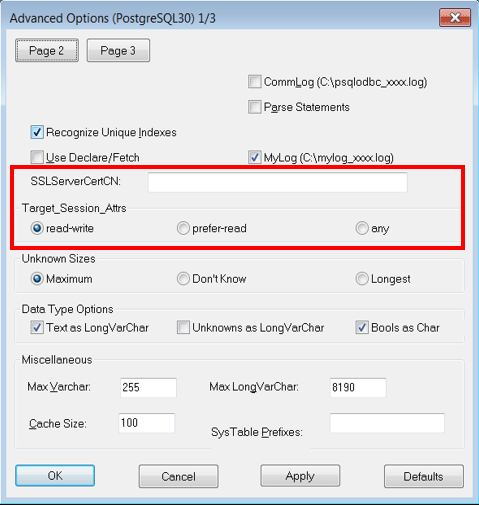 Advanced Options (PostgreSQL30) 1/3
Page 2 Page 3
CommLog (C:\psqlodbc_xxxx.log)
Parse Statements
Recognize Unique Indexes
Use Declare/Fetch MyLog (C:\mylog_xxxx.log)
SSLServerCertCN:
Target_Session_Attrs
read-write prefer-read any
Unknown Sizes
Maximum Don't Know Longest
Data Type Options
Text as LongVarChar Unknowns as LongVarChar Bools as Char
Miscellaneous
Max Varchar: 255 Max LongVarChar: 8190
Cache Size: 100 SysTable Prefixes:
OK Cancel Apply Defaults